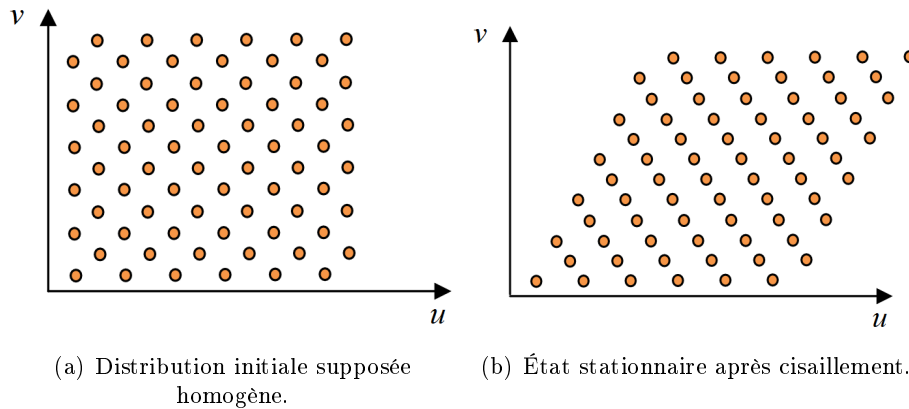 v
v
u
u
(a) Distribution initiale supposée
homogène.
(b) État stationnaire après cisaillement.